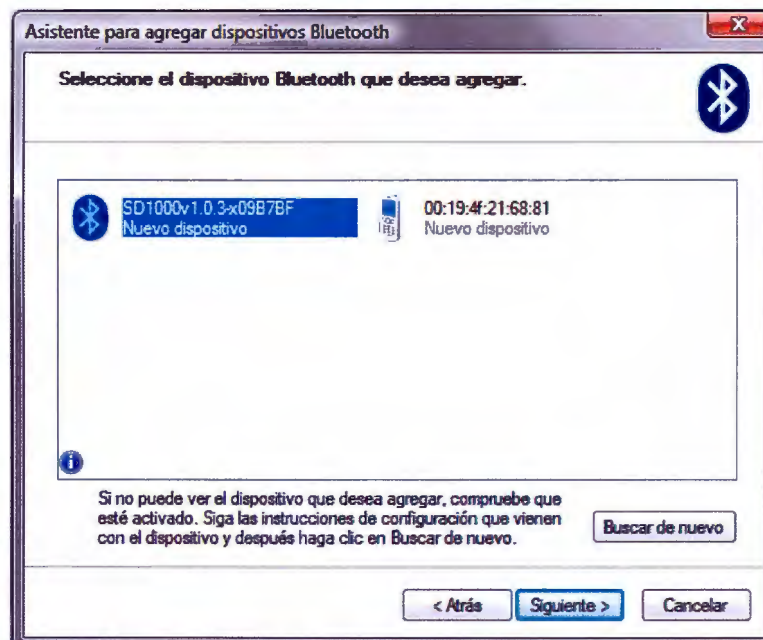 Asistente para agregar dispositivos Bluetooth
Seleccione el dispositivo Bluetooth que desea agregar.
SD1000v1.0.3-x09B7BF
Nuevo dispositivo
00:19:4f:21:68:81
Nuevo dispositivo
Si no puede ver el dispositivo que desea agregar, compruebe que
esté activado. Siga las instrucciones de configuración que vienen
con el dispositivo y después haga clic en Buscar de nuevo.
Buscar de nuevo
< Atrás
Siguiente >
Cancelar